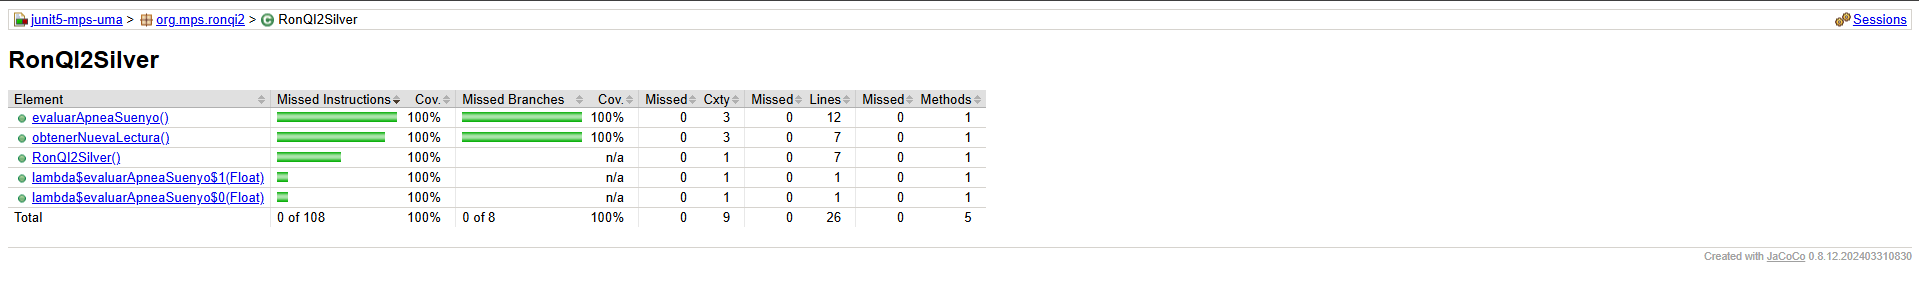 junit5-mps-uma > org.mps.ronqi2 > RonQI2Silver Sessions
RonQI2Silver
Element Missed Instructions Cov. Missed Branches Cov. Missed Cxty Missed Lines Missed Methods
evaluarApneaSuenyo() 100% 100% 0 3 0 12 0 1
obtenerNuevaLectura() 100% 100% 0 3 0 7 0 1
RonQI2Silver() 100% n/a 0 1 0 7 0 1
lambda$evaluarApneaSuenyo$1(Float) 100% n/a 0 1 0 1 0 1
lambda$evaluarApneaSuenyo$0(Float) 100% n/a 0 1 0 1 0 1
Total 0 of 108 100% 0 of 8 100% 0 9 0 26 0 5
Created with JaCoCo 0.8.12.202403310830